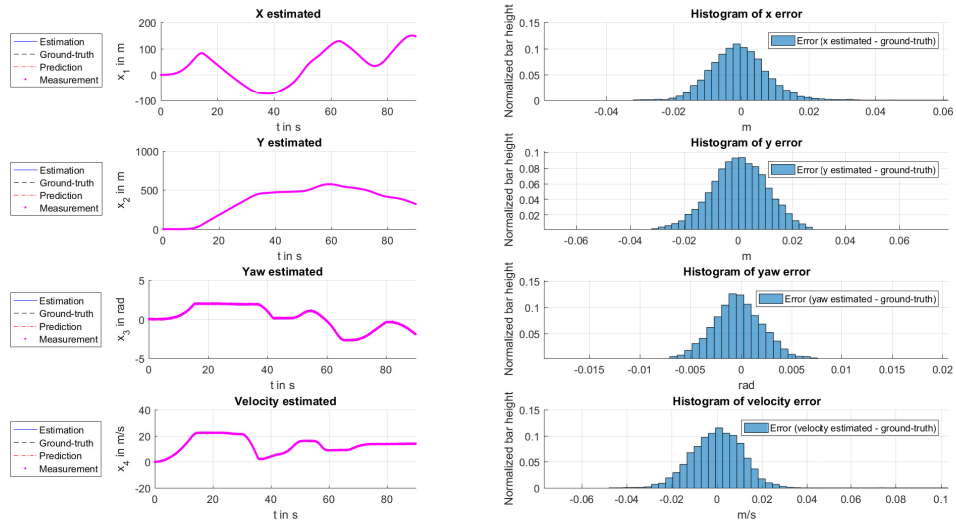 X estimated
Estimation
Ground-truth
Prediction
Measurement
x1 in m
200
100
0
-100
0 20 40 60 80
t in s
Histogram of x error
Normalized bar height
0.15
0.1
0.05
0
Error (x estimated - ground-truth)
-0.04 -0.02 0 0.02 0.04 0.06
m
Y estimated
Estimation
Ground-truth
Prediction
Measurement
x2 in m
1000
500
0
0 20 40 60 80
t in s
Histogram of y error
Normalized bar height
0.1
0.08
0.06
0.04
0.02
Error (y estimated - ground-truth)
-0.06 -0.04 -0.02 0 0.02 0.04 0.06
m
Yaw estimated
Estimation
Ground-truth
Prediction
Measurement
x3 in rad
5
0
-5
0 20 40 60 80
t in s
Histogram of yaw error
Normalized bar height
0.15
0.1
0.05
Error (yaw estimated - ground-truth)
-0.015 -0.01 -0.005 0 0.005 0.01 0.015 0.02
rad
Velocity estimated
Estimation
Ground-truth
Prediction
Measurement
x4 in m/s
40
20
0
-20
0 20 40 60 80
t in s
Histogram of velocity error
Normalized bar height
0.15
0.1
0.05
0
Error (velocity estimated - ground-truth)
-0.06 -0.04 -0.02 0 0.02 0.04 0.06 0.08 0.1
m/s